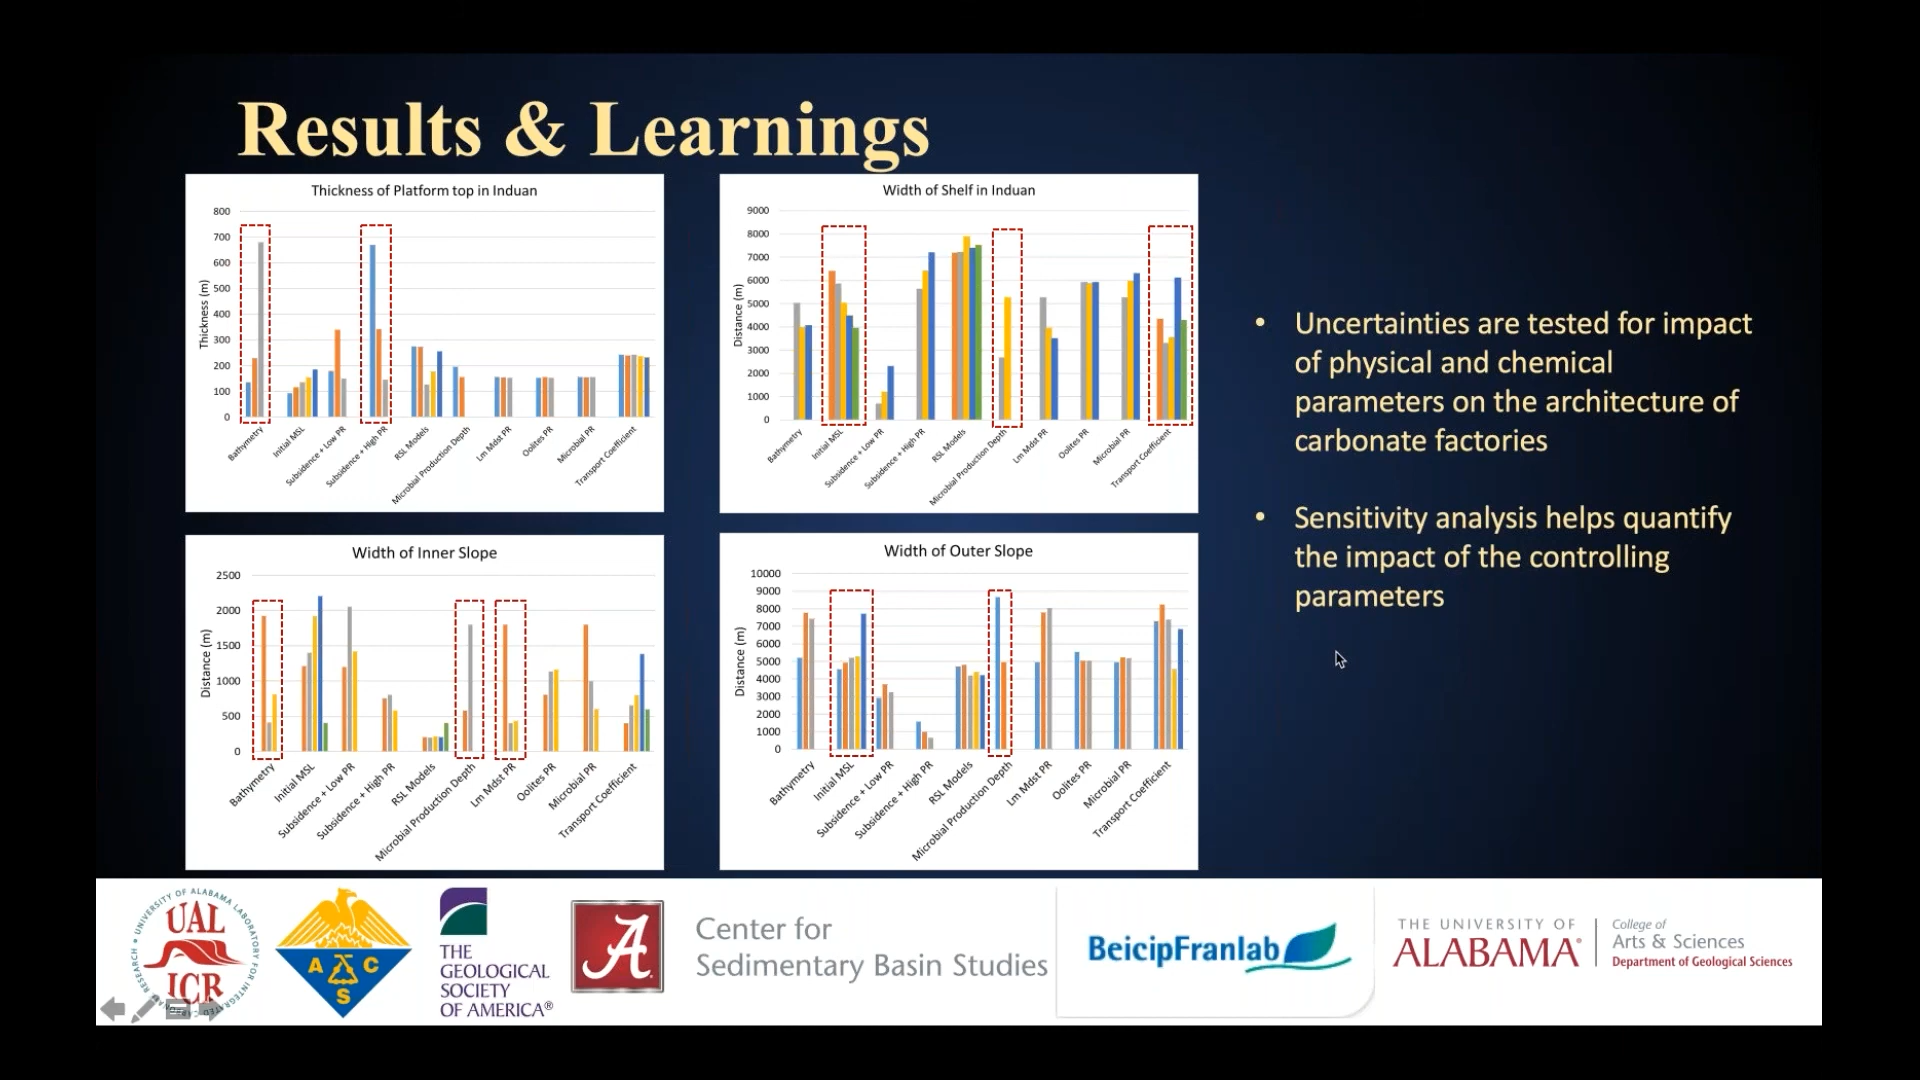 Results & Learnings
Thickness of Platform top in Induan
Thickness (m)
800
700
600
500
400
300
200
100
0
Bathymetry
Initial MSL
Subsidence + Low PR
Subsidence + High PR
RSL Models
Microbial Production Depth
Lm Mdst PR
Oolites PR
Microbial PR
Transport Coefficient
Width of Shelf in Induan
Distance (m)
9000
8000
7000
6000
5000
4000
3000
2000
1000
0
Bathymetry
Initial MSL
Subsidence + Low PR
Subsidence + High PR
RSL Models
Microbial Production Depth
Lm Mdst PR
Oolites PR
Microbial PR
Transport Coefficient
Width of Inner Slope
Distance (m)
2500
2000
1500
1000
500
0
Bathymetry
Initial MSL
Subsidence + Low PR
Subsidence + High PR
RSL Models
Microbial Production Depth
Lm Mdst PR
Oolites PR
Microbial PR
Transport Coefficient
Width of Outer Slope
Distance (m)
10000
9000
8000
7000
6000
5000
4000
3000
2000
1000
0
Bathymetry
Initial MSL
Subsidence + Low PR
Subsidence + High PR
RSL Models
Microbial Production Depth
Lm Mdst PR
Oolites PR
Microbial PR
Transport Coefficient
• Uncertainties are tested for impact
of physical and chemical
parameters on the architecture of
carbonate factories
• Sensitivity analysis helps quantify
the impact of the controlling
parameters
UNIVERSITY OF ALABAMA LABORATORY FOR INTEGRATED RESEARCH
UAL
ICR
A C
S
THE
GEOLOGICAL
SOCIETY
OF AMERICA®
A
Center for
Sedimentary Basin Studies
BeicipFranlab
THE UNIVERSITY OF
ALABAMA®
College of
Arts & Sciences
Department of Geological Sciences